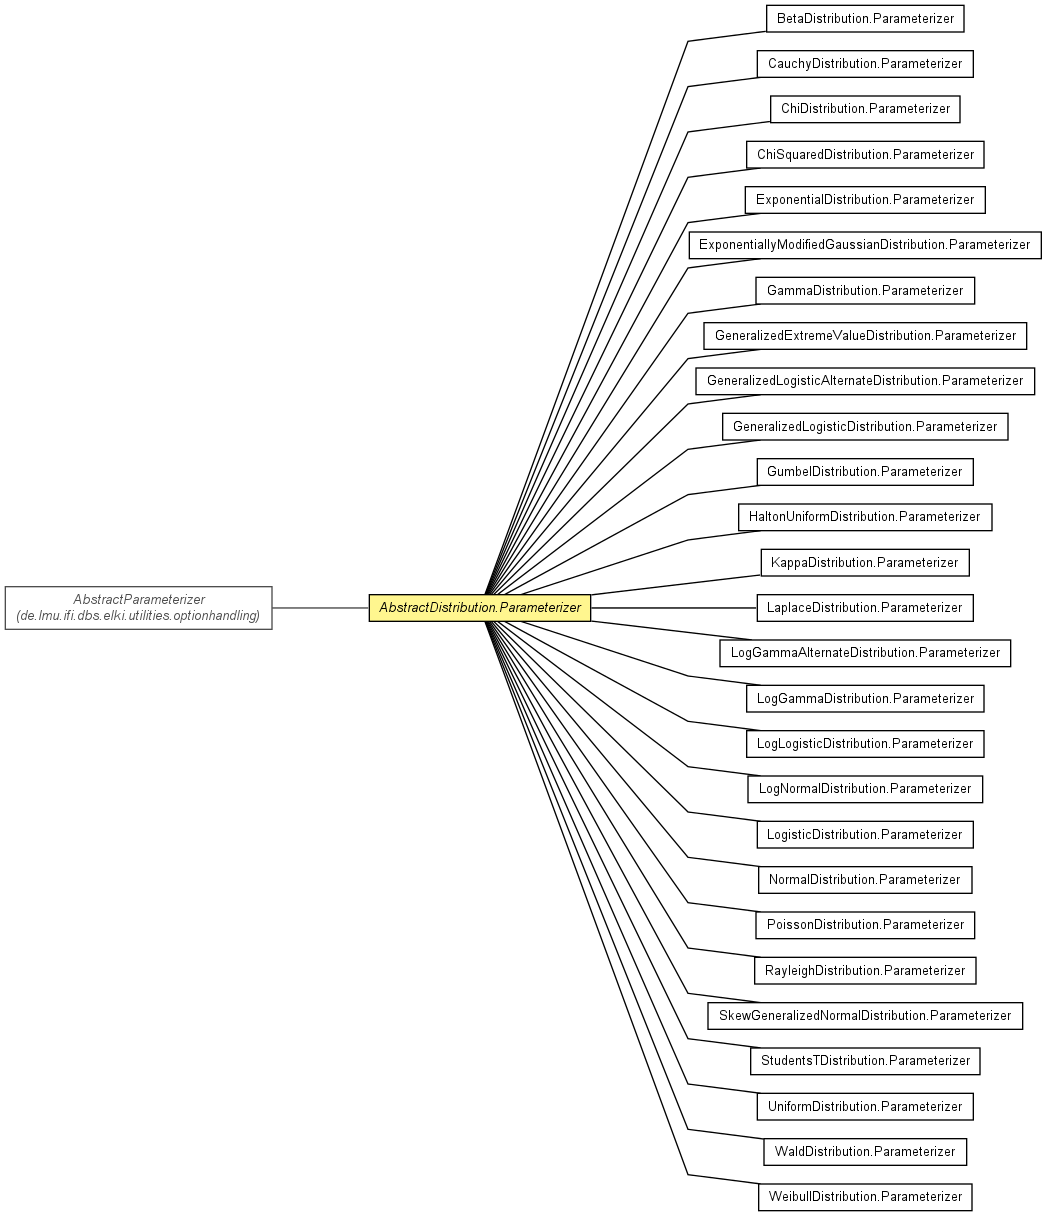 BetaDistribution.Parameterizer
CauchyDistribution.Parameterizer
ChiDistribution.Parameterizer
ChiSquaredDistribution.Parameterizer
ExponentialDistribution.Parameterizer
ExponentiallyModifiedGaussianDistribution.Parameterizer
GammaDistribution.Parameterizer
GeneralizedExtremeValueDistribution.Parameterizer
GeneralizedLogisticAlternateDistribution.Parameterizer
GeneralizedLogisticDistribution.Parameterizer
GumbelDistribution.Parameterizer
HaltonUniformDistribution.Parameterizer
KappaDistribution.Parameterizer
AbstractParameterizer
(de.lmu.ifi.dbs.elki.utilities.optionhandling)
AbstractDistribution.Parameterizer
LaplaceDistribution.Parameterizer
LogGammaAlternateDistribution.Parameterizer
LogGammaDistribution.Parameterizer
LogLogisticDistribution.Parameterizer
LogNormalDistribution.Parameterizer
LogisticDistribution.Parameterizer
NormalDistribution.Parameterizer
PoissonDistribution.Parameterizer
RayleighDistribution.Parameterizer
SkewGeneralizedNormalDistribution.Parameterizer
StudentsTDistribution.Parameterizer
UniformDistribution.Parameterizer
WaldDistribution.Parameterizer
WeibullDistribution.Parameterizer